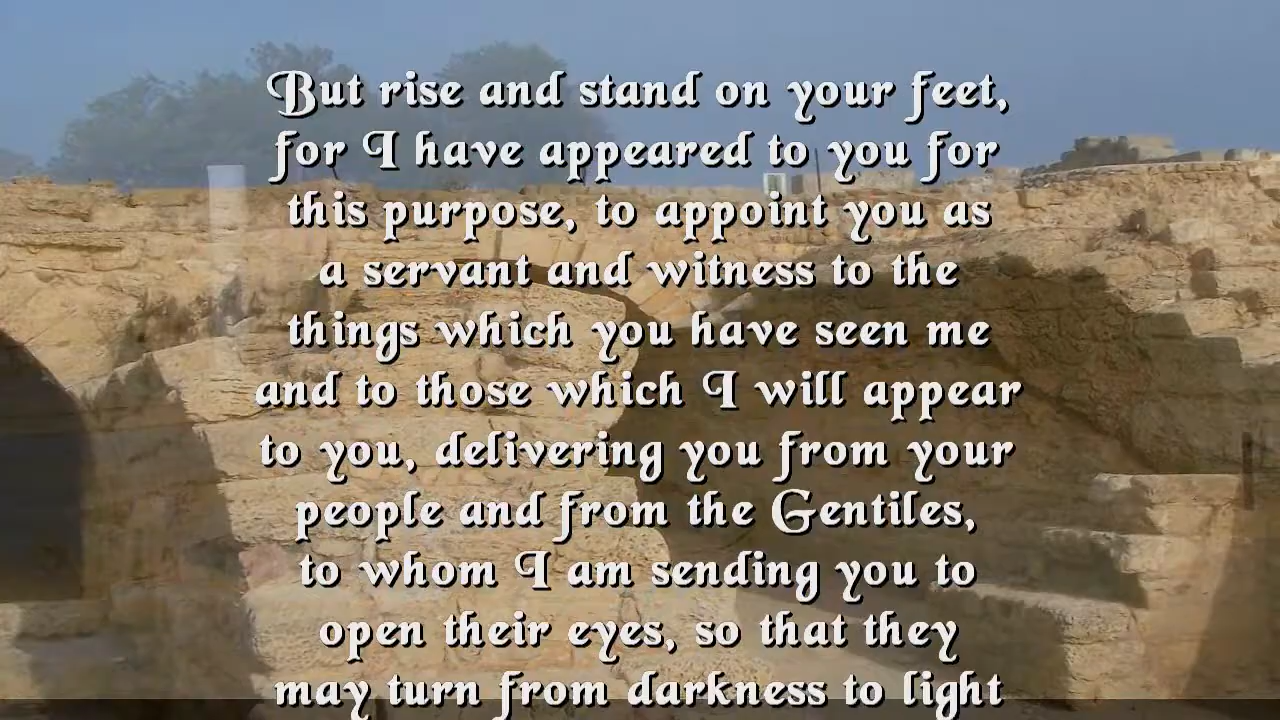 But rise and stand on your feet,
for I have appeared to you for
this purpose, to appoint you as
a servant and witness to the
things which you have seen me
and to those which I will appear
to you, delivering you from your
people and from the Gentiles,
to whom I am sending you to
open their eyes, so that they
may turn from darkness to light